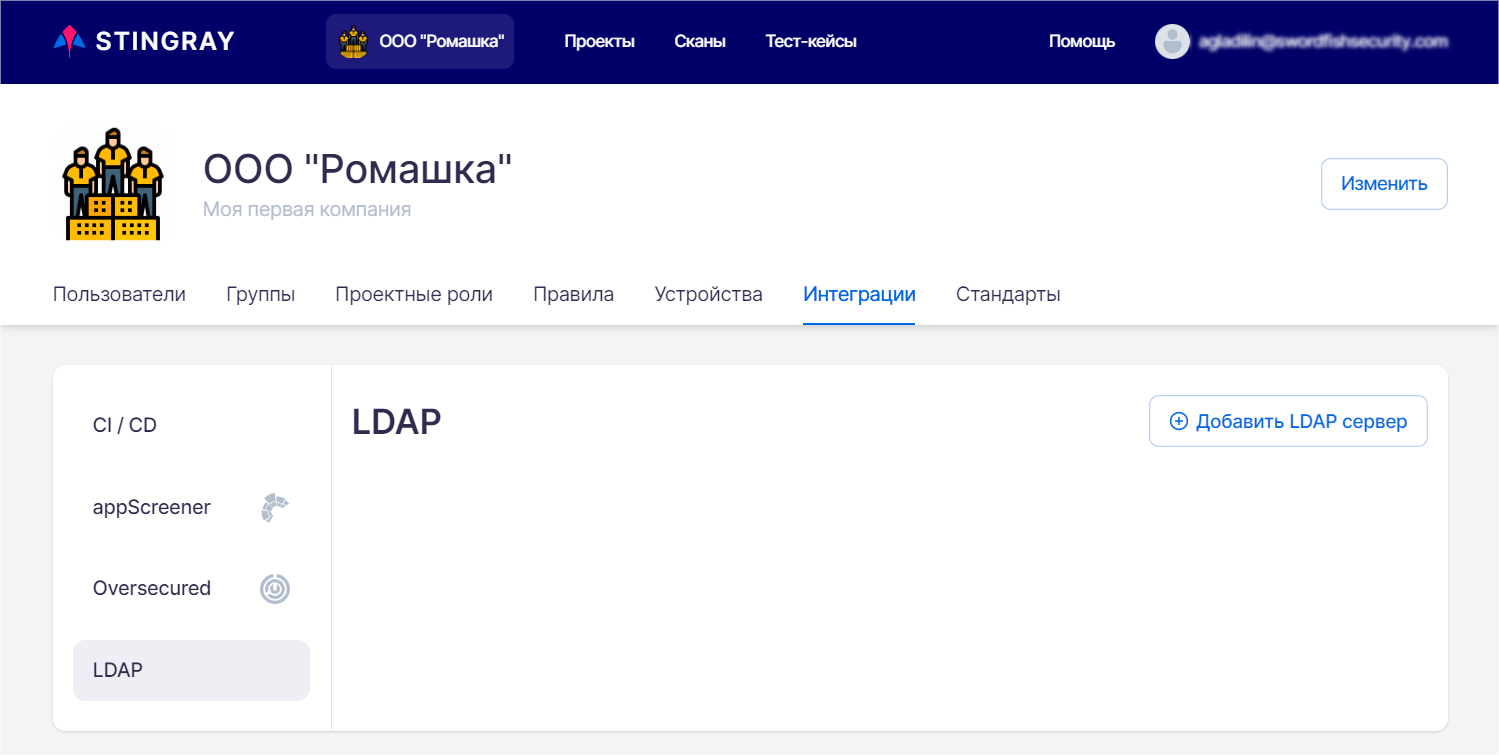 STINGRAY ООО "Ромашка" Проекты Сканы Тест-кейсы Помощь
ООО "Ромашка"
Моя первая компания
Изменить
Пользователи Группы Проектные роли Правила Устройства Интеграции Стандарты
CI / CD
appScreener
Oversecured
LDAP
LDAP
Добавить LDAP сервер